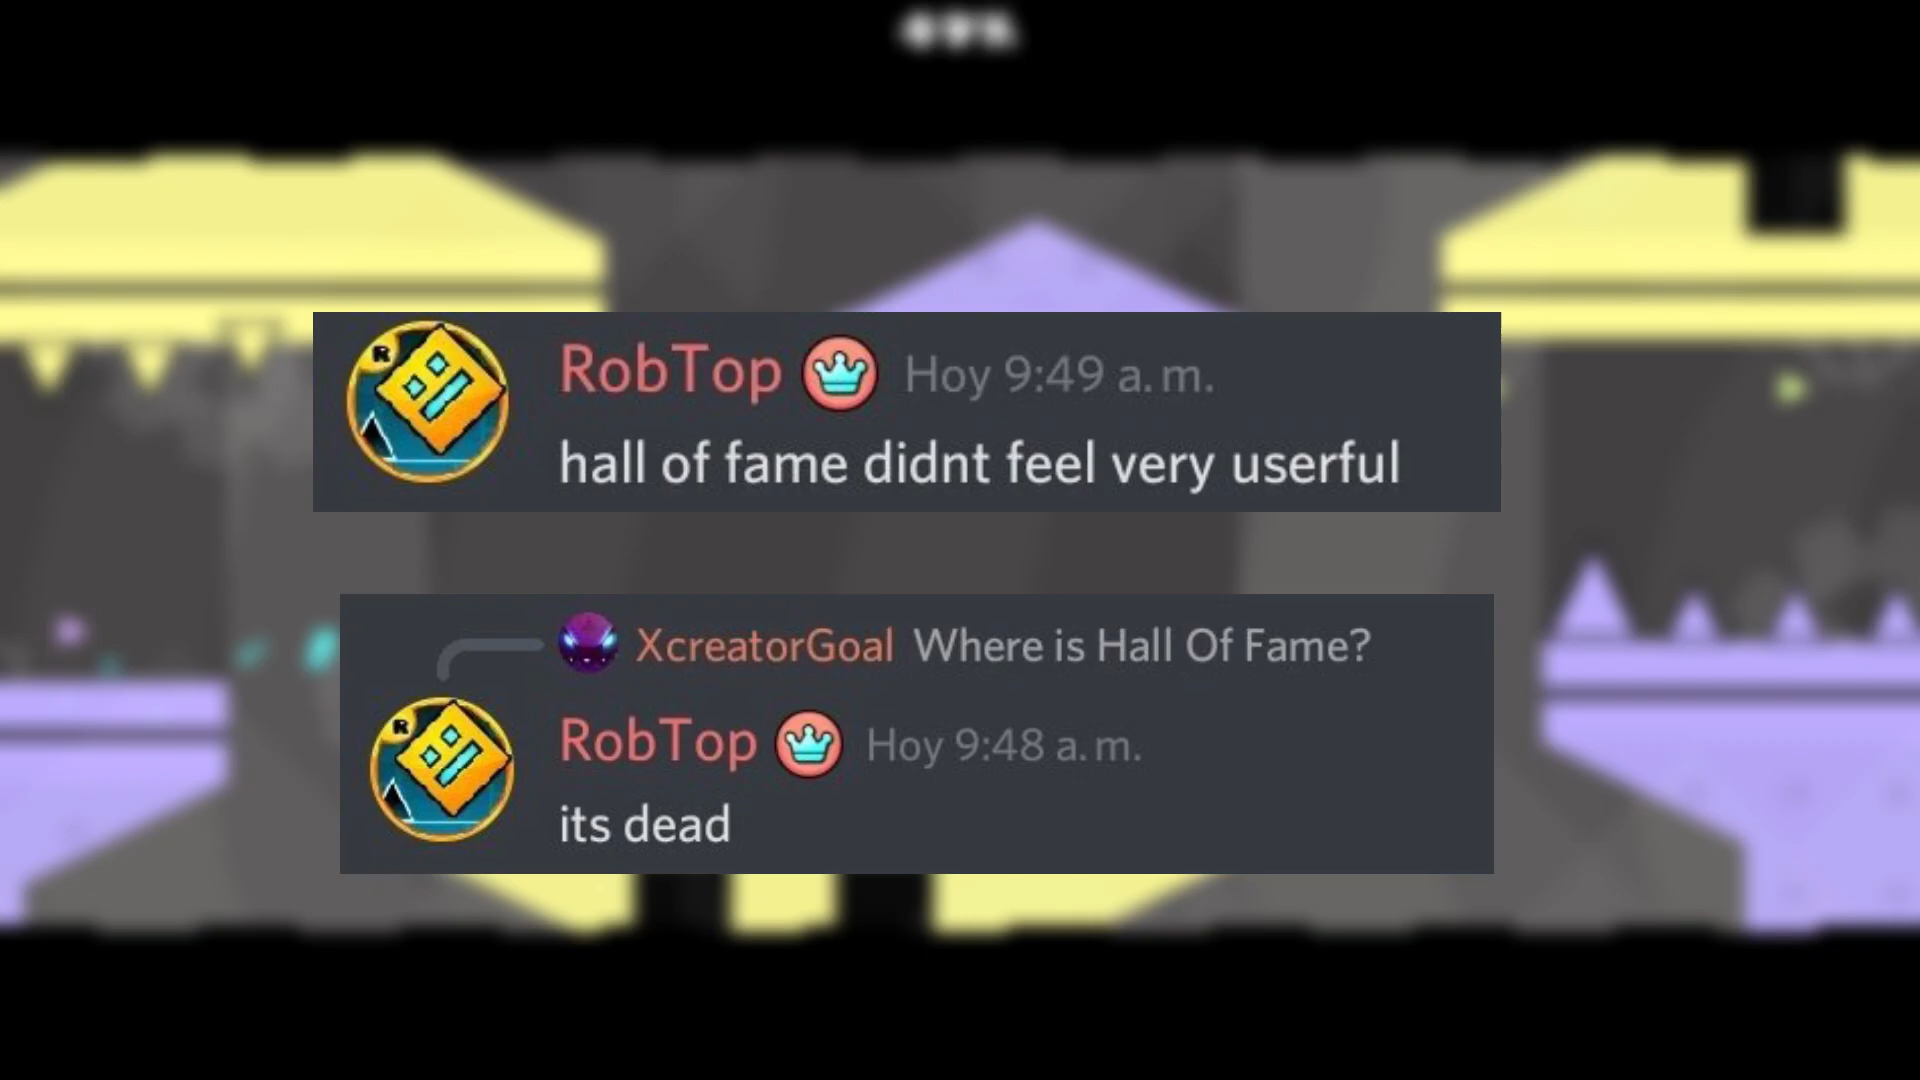 RobTop Hoy 9:49 a. m.
hall of fame didnt feel very userful
XcreatorGoal Where is Hall Of Fame?
RobTop Hoy 9:48 a. m.
its dead